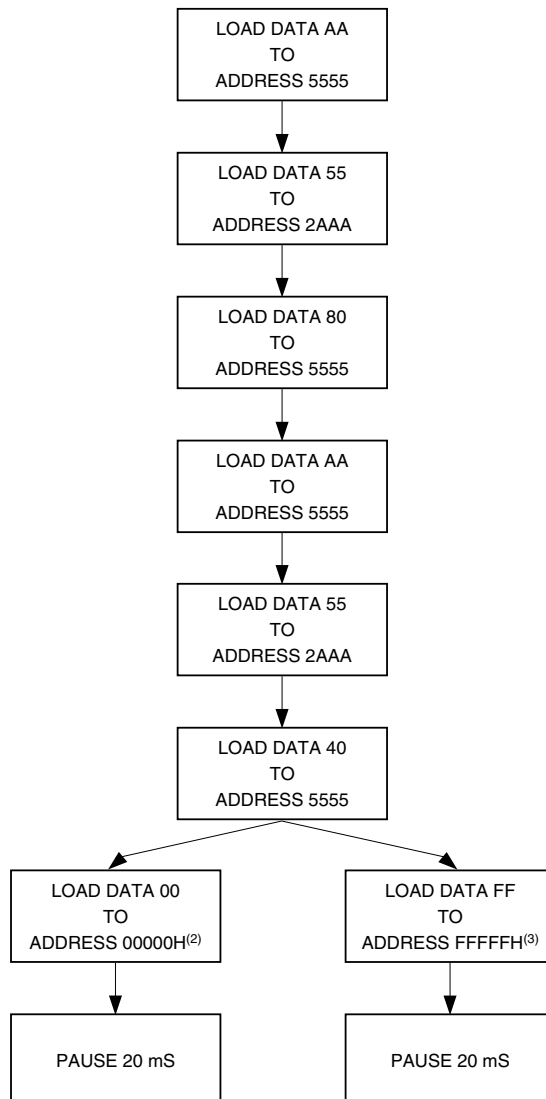 LOAD DATA AA
TO
ADDRESS 5555
LOAD DATA 55
TO
ADDRESS 2AAA
LOAD DATA 80
TO
ADDRESS 5555
LOAD DATA AA
TO
ADDRESS 5555
LOAD DATA 55
TO
ADDRESS 2AAA
LOAD DATA 40
TO
ADDRESS 5555
LOAD DATA 00
TO
ADDRESS 00000H(2)
PAUSE 20 mS
LOAD DATA FF
TO
ADDRESS FFFFFH(3)
PAUSE 20 mS